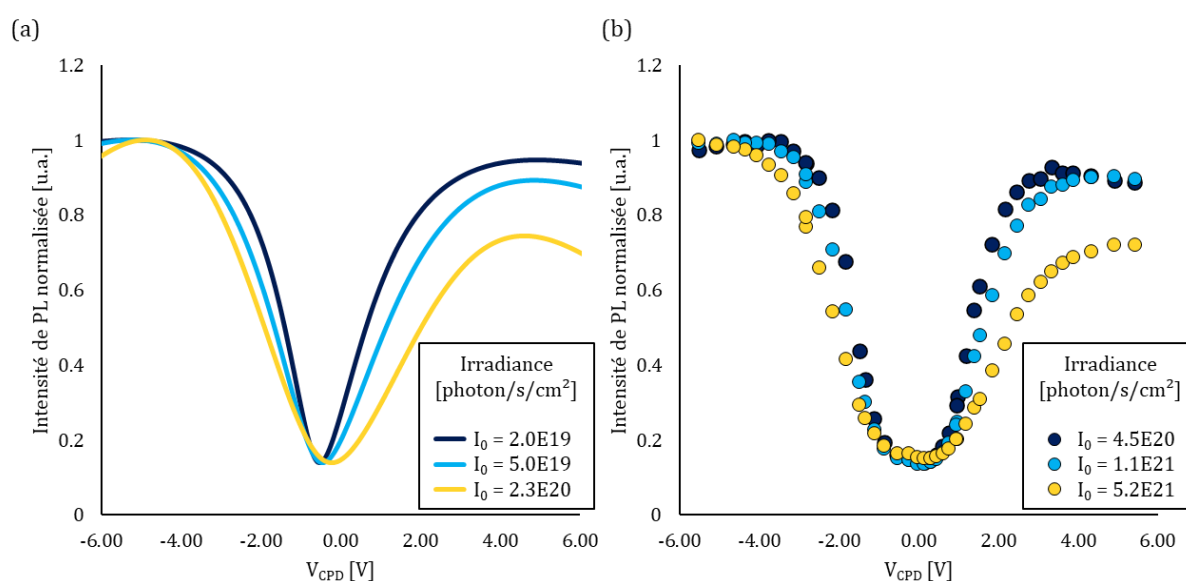 (a)
Intensité de PL normalisée [u.a.]
1.2
1
0.8
0.6
0.4
0.2
0
-6.00 -4.00 -2.00 0.00 2.00 4.00 6.00
V_CPD [V]
Irradiance
[photon/s/cm²]
I₀ = 2.0E19
I₀ = 5.0E19
I₀ = 2.3E20
(b)
Intensité de PL normalisée [u.a.]
1.2
1
0.8
0.6
0.4
0.2
0
-6.00 -4.00 -2.00 0.00 2.00 4.00 6.00
V_CPD [V]
Irradiance
[photon/s/cm²]
I₀ = 4.5E20
I₀ = 1.1E21
I₀ = 5.2E21